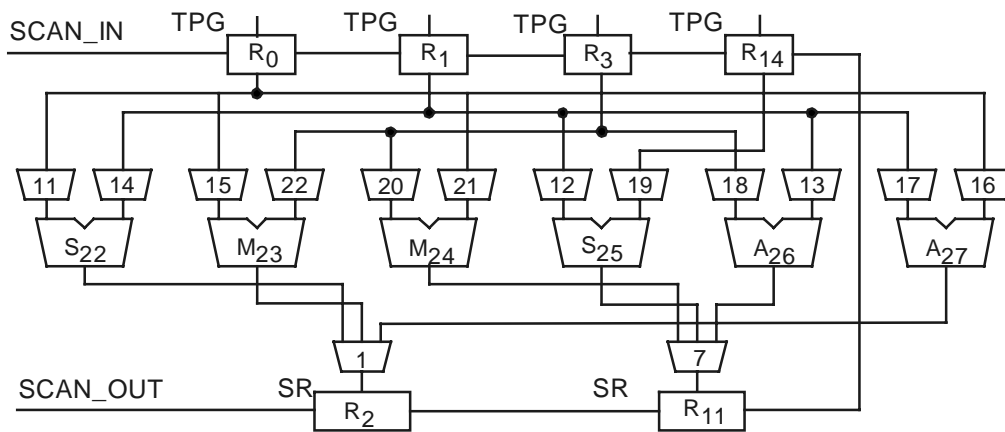 TPG TPG TPG TPG
SCAN_IN
R0 R1 R3 R14
11 14 15 22 20 21 12 19 18 13 17 16
S22 M23 M24 S25 A26 A27
1 7
SCAN_OUT SR SR
R2 R11